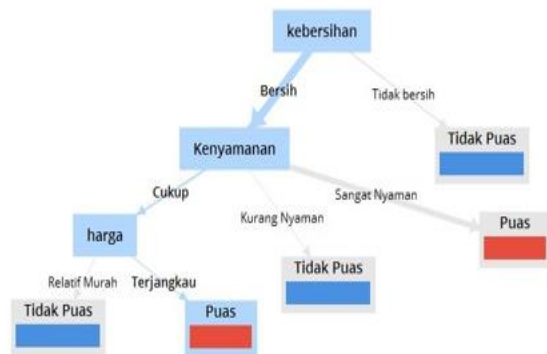 kebersihan
Bersih
Tidak bersih
Kenyamanan
Tidak Puas
Cukup
Kurang Nyaman
Sangat Nyaman
harga
Tidak Puas
Puas
Relatif Murah
Terjangkau
Tidak Puas
Puas